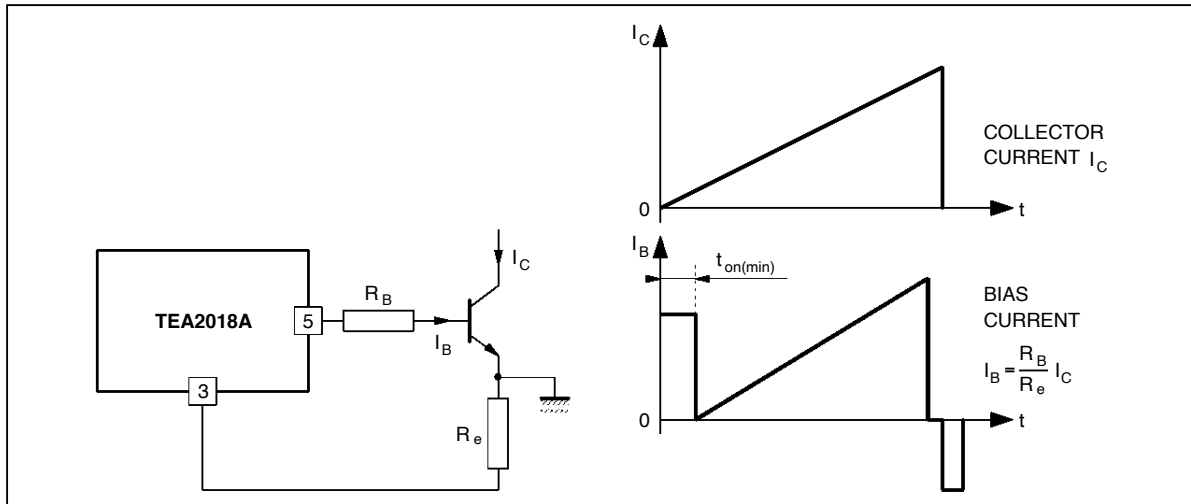 TEA2018A
5
3
R_B
I_B
I_C
R_e
I_C
0
t
COLLECTOR
CURRENT I_C
I_B
t_on(min)
0
t
BIAS
CURRENT
I_B = R_B/R_e I_C